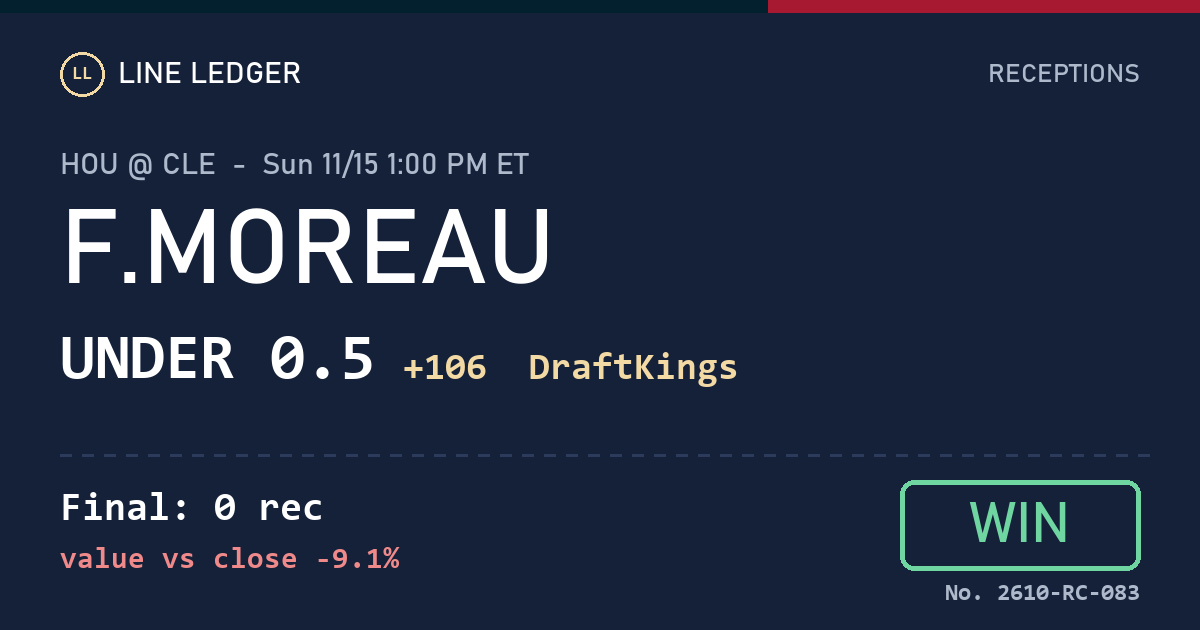 LL LINE LEDGER
RECEPTIONS
HOU @ CLE - Sun 11/15 1:00 PM ET
F.MOREAU
UNDER 0.5 +106 DraftKings
Final: 0 rec
WIN
value vs close -9.1%
No. 2610-RC-083